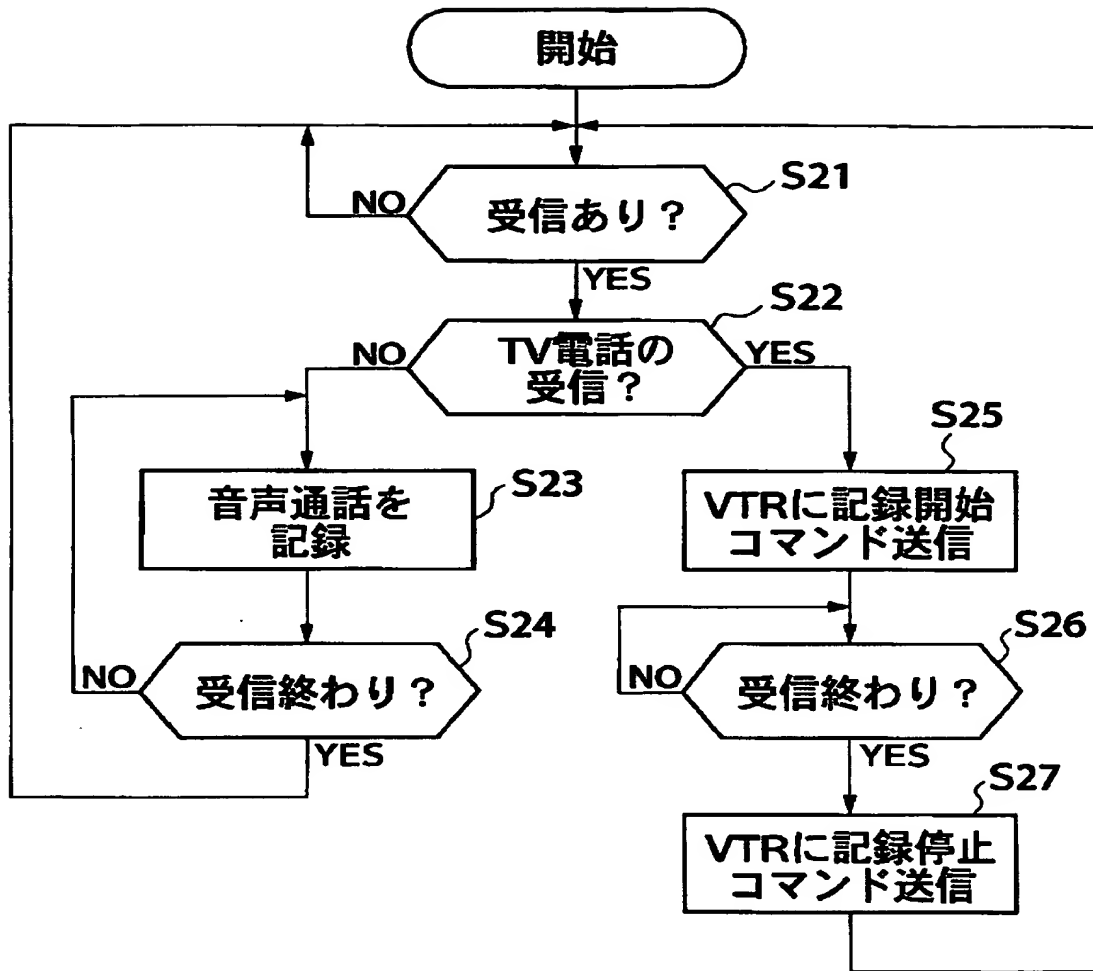 開始
S21
NO
受信あり？
YES
S22
NO
TV電話の
受信？
YES
S23
音声通話を
記録
S24
NO
受信終わり？
YES
S25
VTRに記録開始
コマンド送信
S26
NO
受信終わり？
YES
S27
VTRに記録停止
コマンド送信